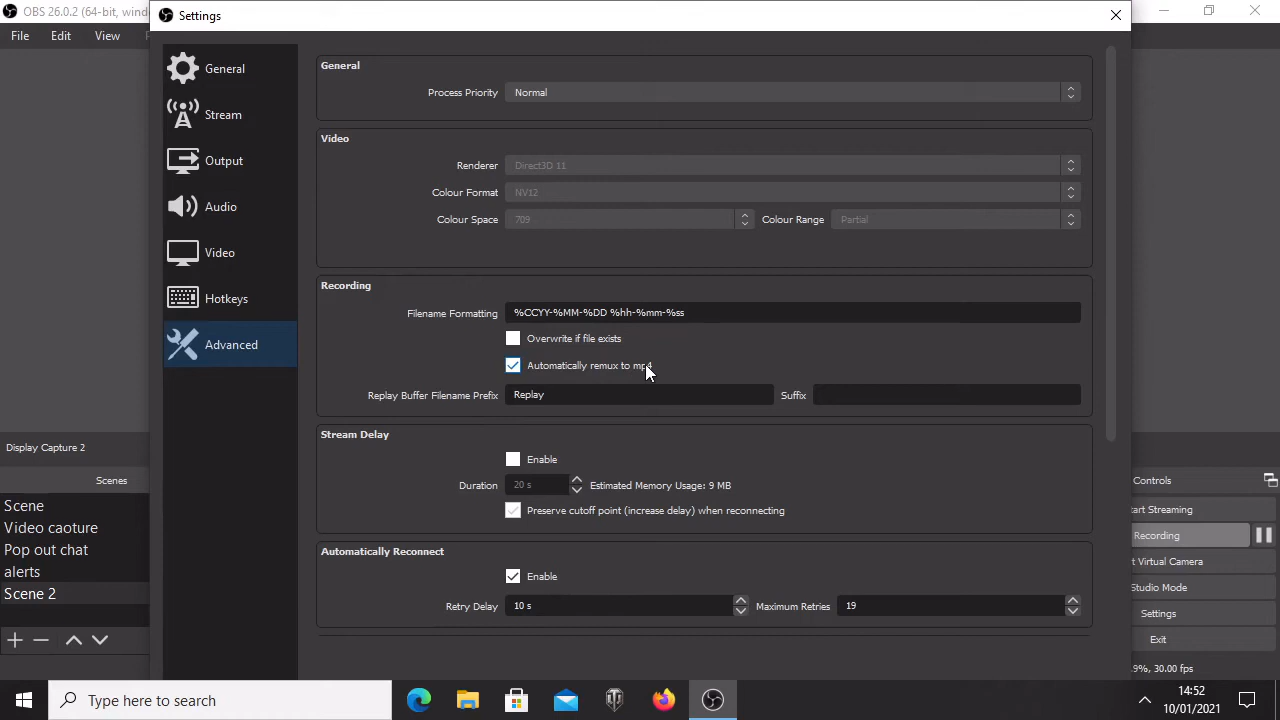 OBS 26.0.2 (64-bit, wind
Settings
File Edit View
General
Stream
Output
Audio
Video
Hotkeys
Advanced
General
Process Priority Normal
Video
Renderer Direct3D 11
Colour Format NV12
Colour Space 709 Colour Range Partial
Recording
Filename Formatting %CCYY-%MM-%DD %hh-%mm-%ss
Overwrite if file exists
Automatically remux to mp4
Replay Buffer Filename Prefix Replay Suffix
Stream Delay
Enable
Duration 20 s Estimated Memory Usage: 9 MB
Preserve cutoff point (increase delay) when reconnecting
Automatically Reconnect
Enable
Retry Delay 10 s Maximum Retries 19
Display Capture 2
Scenes
Scene
Video caoture
Pop out chat
alerts
Scene 2
Controls
tart Streaming
Recording
t Virtual Camera
Studio Mode
Settings
Exit
.9%, 30.00 fps
Type here to search
14:52
10/01/2021